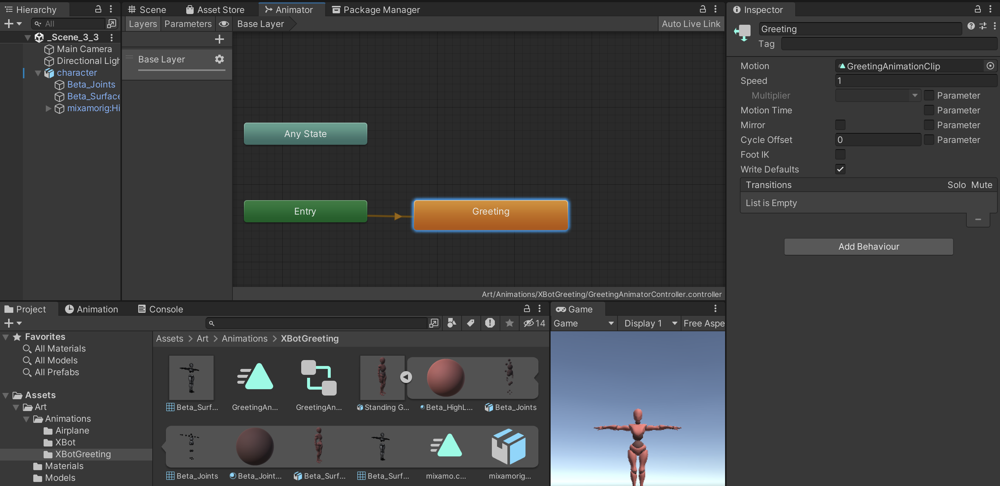 Hierarchy
All
_Scene_3_3
Main Camera
Directional Ligh
character
Beta_Joints
Beta_Surface
mixamorig:Hi
Scene
Asset Store
Animator
Package Manager
Layers
Parameters
Base Layer
Auto Live Link
Base Layer
Any State
Entry
Greeting
Art/Animations/XBotGreeting/GreetingAnimatorController.controller
Inspector
Greeting
Tag
Motion
GreetingAnimationClip
Speed
1
Multiplier
Parameter
Motion Time
Parameter
Mirror
Parameter
Cycle Offset
0
Parameter
Foot IK
Write Defaults
Transitions
Solo Mute
List is Empty
Add Behaviour
Project
Animation
Console
14
Favorites
All Materials
All Models
All Prefabs
Assets
Art
Animations
Airplane
XBot
XBotGreeting
Materials
Models
Assets > Art > Animations > XBotGreeting
Beta_Surf...
GreetingAn...
GreetingAn...
Standing G...
Beta_HighL...
Beta_Joints
Beta_Joints
Beta_Joint...
Beta_Surf...
Beta_Surf...
mixamo.c...
mixamorig...
Game
Game
Display 1
Free Aspe